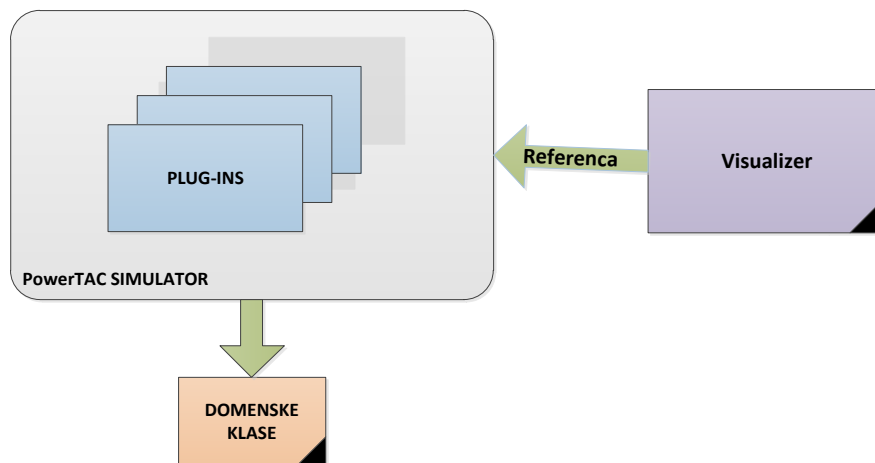 PLUG-INS
PowerTAC SIMULATOR
Referenca
Visualizer
DOMENSKE
KLASE